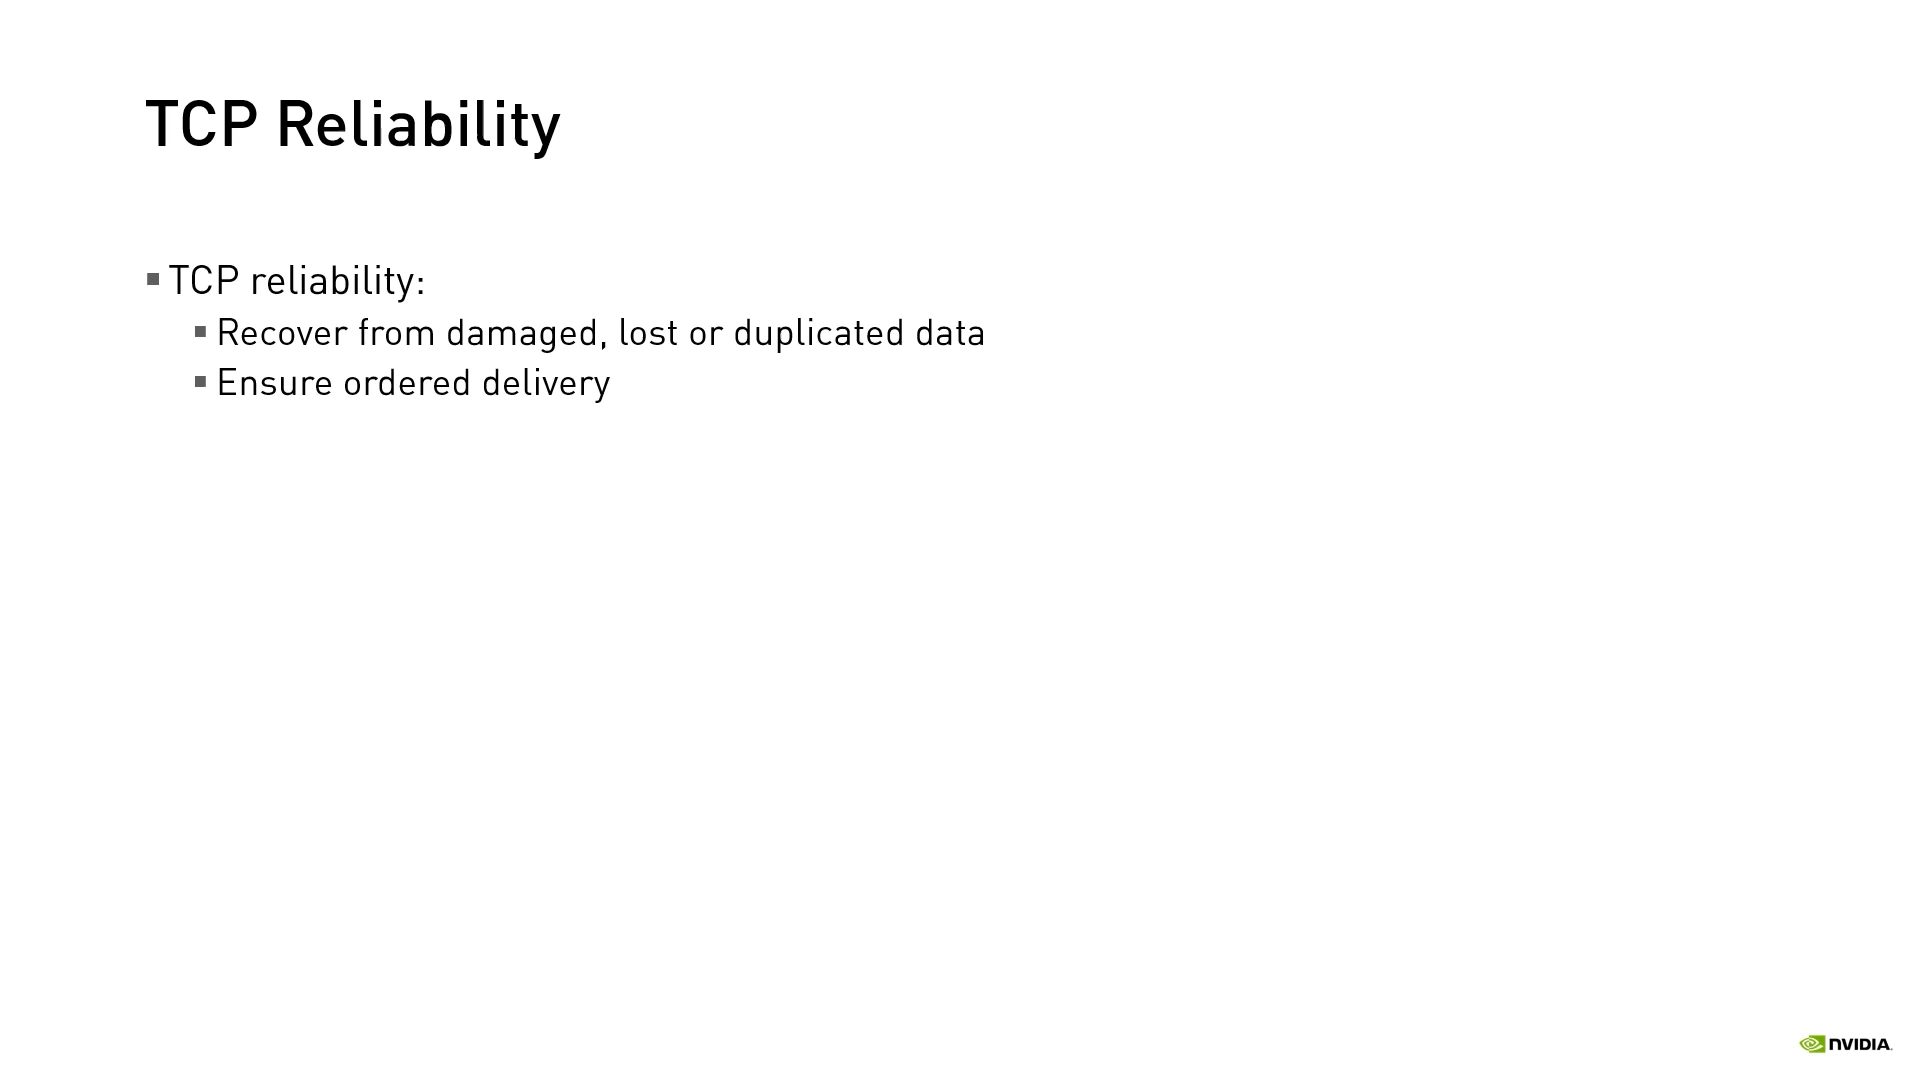 TCP Reliability
▪ TCP reliability:
▪ Recover from damaged, lost or duplicated data
▪ Ensure ordered delivery
NVIDIA.